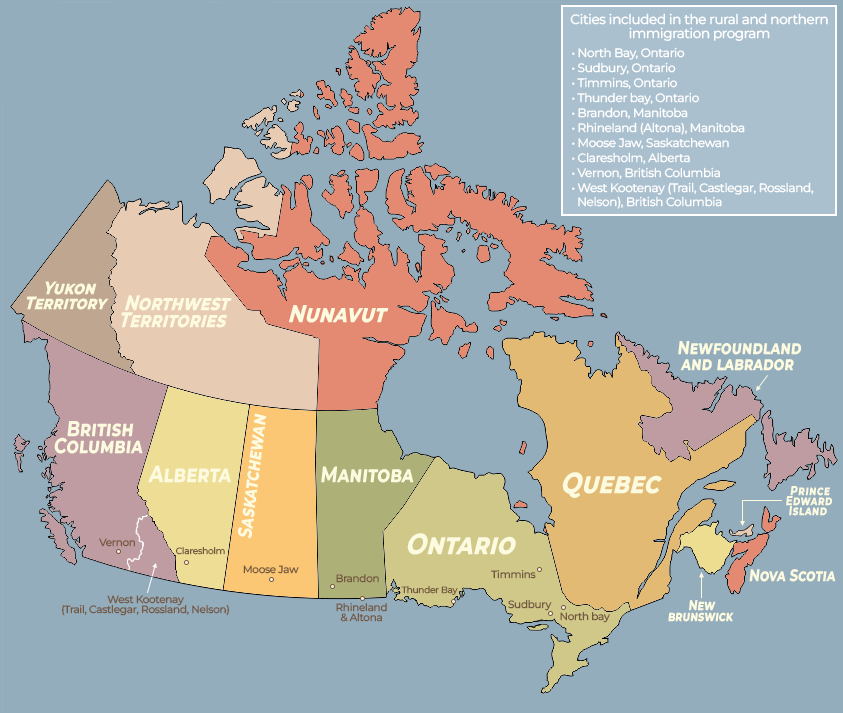 Cities included in the rural and northern
immigration program
• North Bay, Ontario
• Sudbury, Ontario
• Timmins, Ontario
• Thunder bay, Ontario
• Brandon, Manitoba
• Rhineland (Altona), Manitoba
• Moose Jaw, Saskatchewan
• Claresholm, Alberta
• Vernon, British Columbia
• West Kootenay (Trail, Castlegar, Rossland,
Nelson), British Columbia
YUKON
TERRITORY
NORTHWEST
TERRITORIES
NUNAVUT
NEWFOUNDLAND
AND LABRADOR
BRITISH
COLUMBIA
ALBERTA
SASKATCHEWAN
MANITOBA
QUEBEC
ONTARIO
PRINCE
EDWARD
ISLAND
NOVA SCOTIA
NEW
BRUNSWICK
Vernon
Claresholm
Moose Jaw
Brandon
Thunder Bay
Timmins
West Kootenay
(Trail, Castlegar, Rossland, Nelson)
Rhineland
& Altona
Sudbury
North bay